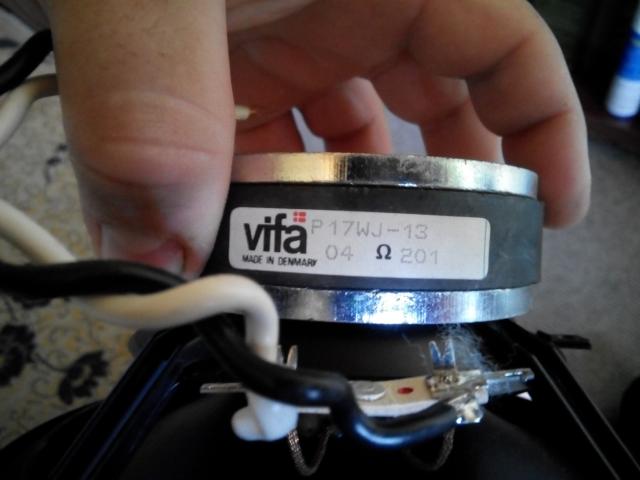 vifa P17WJ-13
MADE IN DENMARK 04 Ω 201